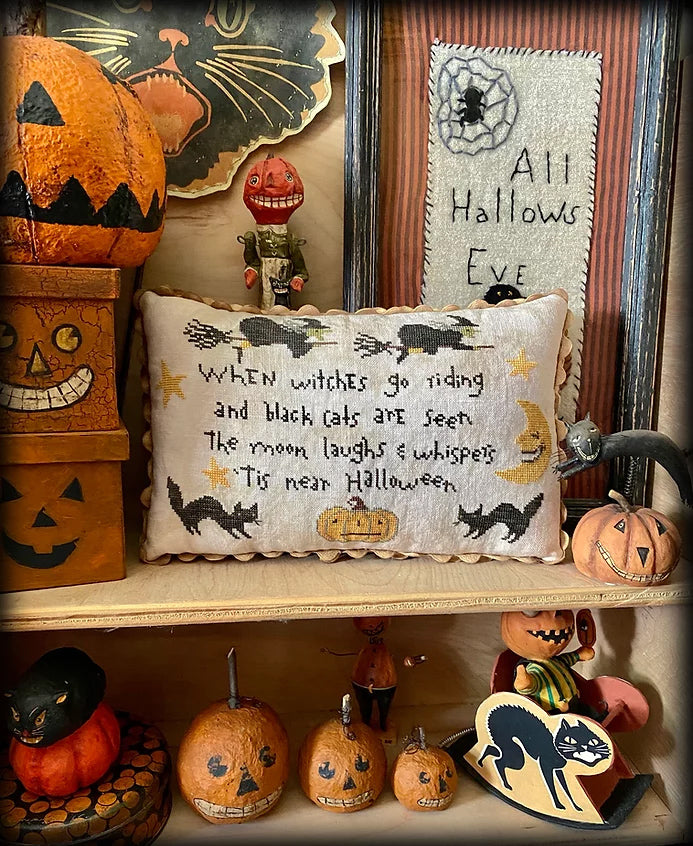 All
Hallows
Eve
WhEN witchEs go riding
and black cats arE seen
The moon laughs & whispers
'Tis near Halloween